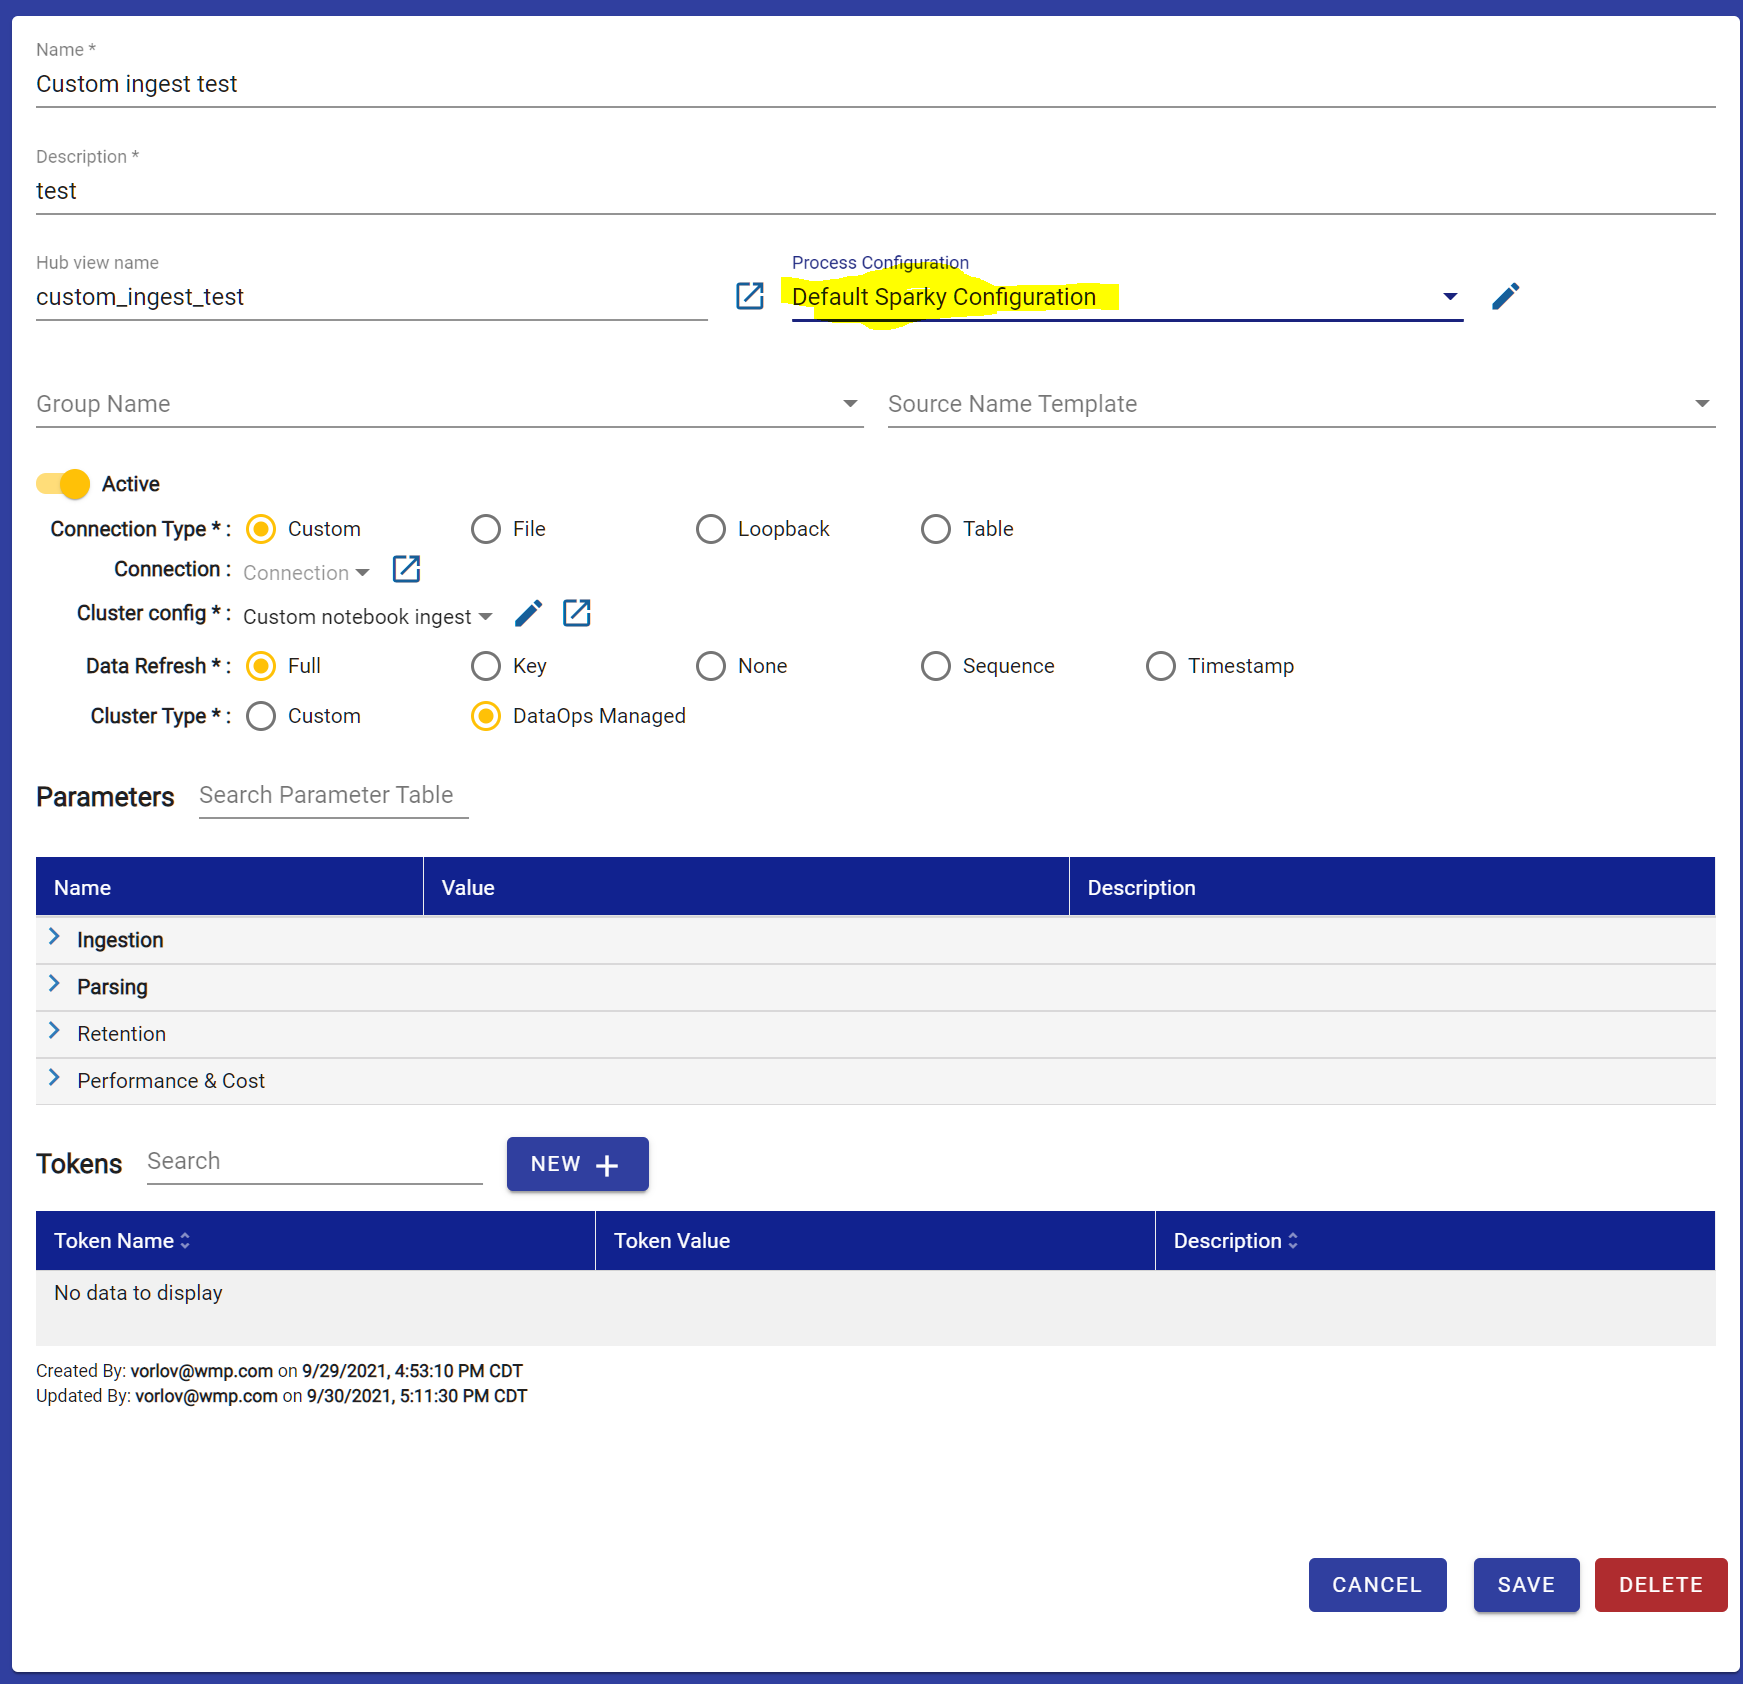 Name *
Custom ingest test
Description *
test
Hub view name
custom_ingest_test
Process Configuration
Default Sparky Configuration
Group Name
Source Name Template
Active
Connection Type * : Custom File Loopback Table
Connection : Connection
Cluster config * : Custom notebook ingest
Data Refresh * : Full Key None Sequence Timestamp
Cluster Type * : Custom DataOps Managed
Parameters Search Parameter Table
Name Value Description
Ingestion
Parsing
Retention
Performance & Cost
Tokens Search NEW
Token Name Token Value Description
No data to display
Created By: vorlov@wmp.com on 9/29/2021, 4:53:10 PM CDT
Updated By: vorlov@wmp.com on 9/30/2021, 5:11:30 PM CDT
CANCEL SAVE DELETE